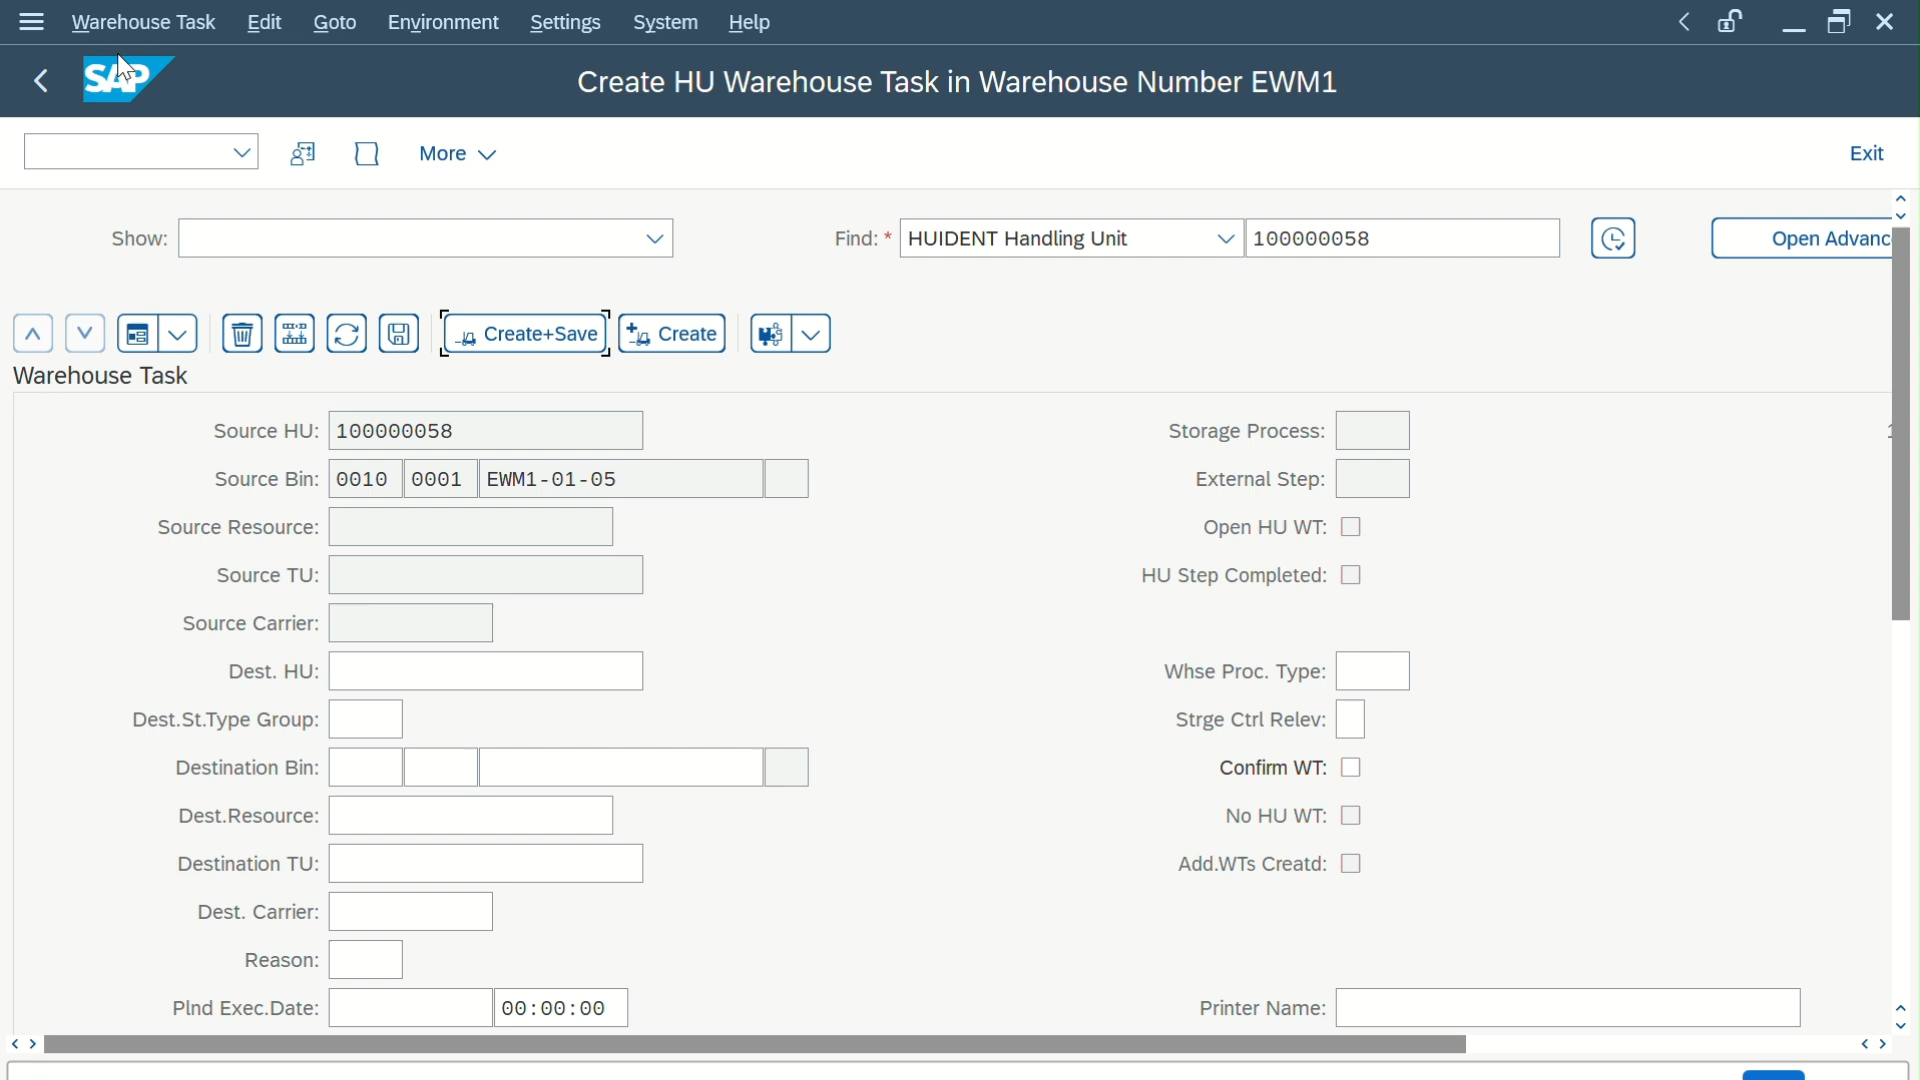 Warehouse Task Edit Goto Environment Settings System Help
SAP Create HU Warehouse Task in Warehouse Number EWM1
More Exit
Show: Find: * HUIDENT Handling Unit 100000058 Open Advanc
Create+Save Create
Warehouse Task
Source HU: 100000058 Storage Process:
Source Bin: 0010 0001 EWM1-01-05 External Step:
Source Resource: Open HU WT:
Source TU: HU Step Completed:
Source Carrier:
Dest. HU: Whse Proc. Type:
Dest.St.Type Group: Strge Ctrl Relev:
Destination Bin: Confirm WT:
Dest.Resource: No HU WT:
Destination TU: Add.WTs Creatd:
Dest. Carrier:
Reason:
Plnd Exec.Date: 00:00:00 Printer Name: